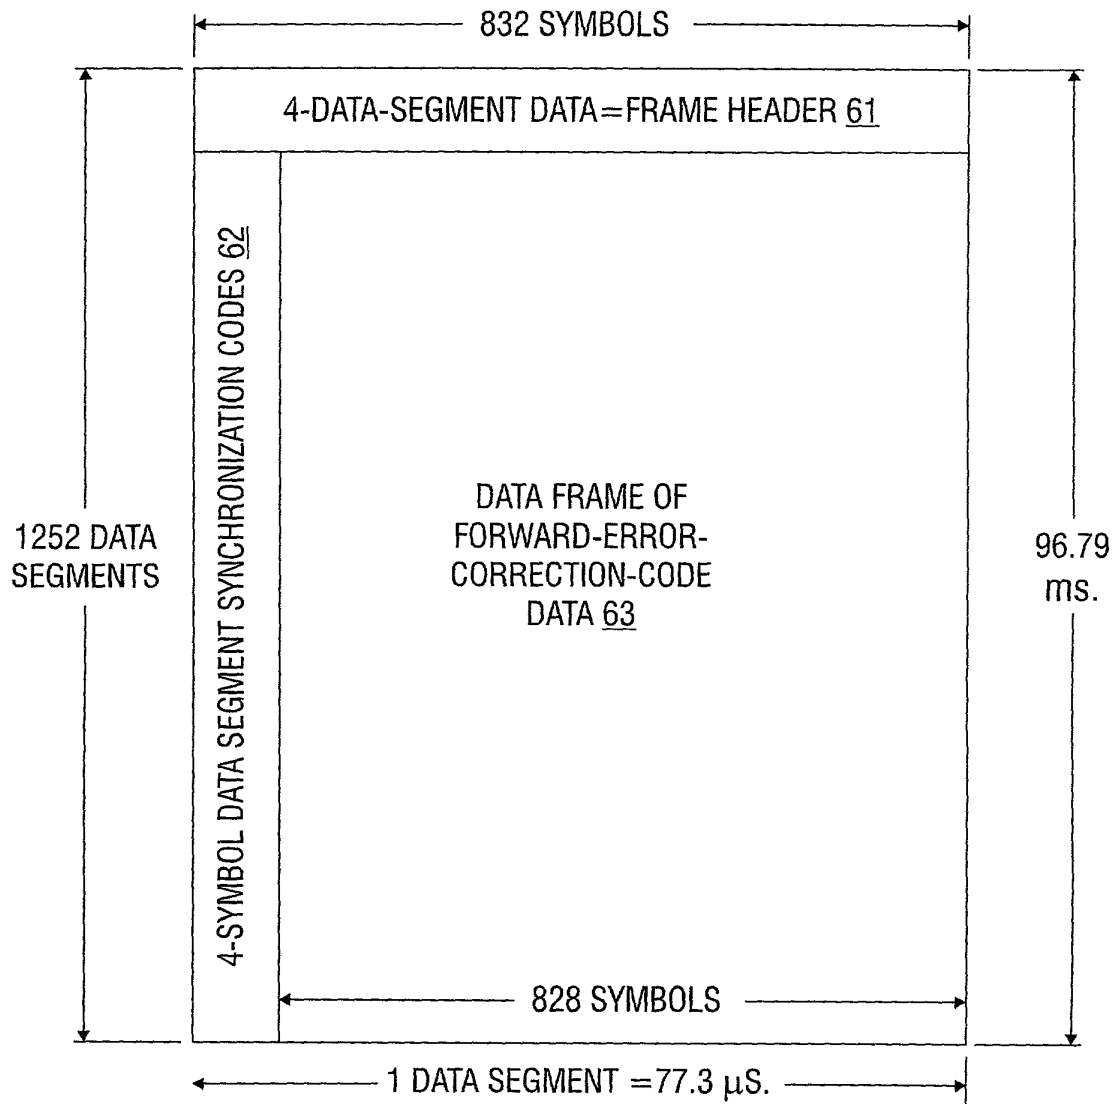 832 SYMBOLS
4-DATA-SEGMENT DATA=FRAME HEADER 61
4-SYMBOL DATA SEGMENT SYNCHRONIZATION CODES 62
1252 DATA
SEGMENTS
DATA FRAME OF
FORWARD-ERROR-
CORRECTION-CODE
DATA 63
96.79
ms.
828 SYMBOLS
1 DATA SEGMENT =77.3 μS.